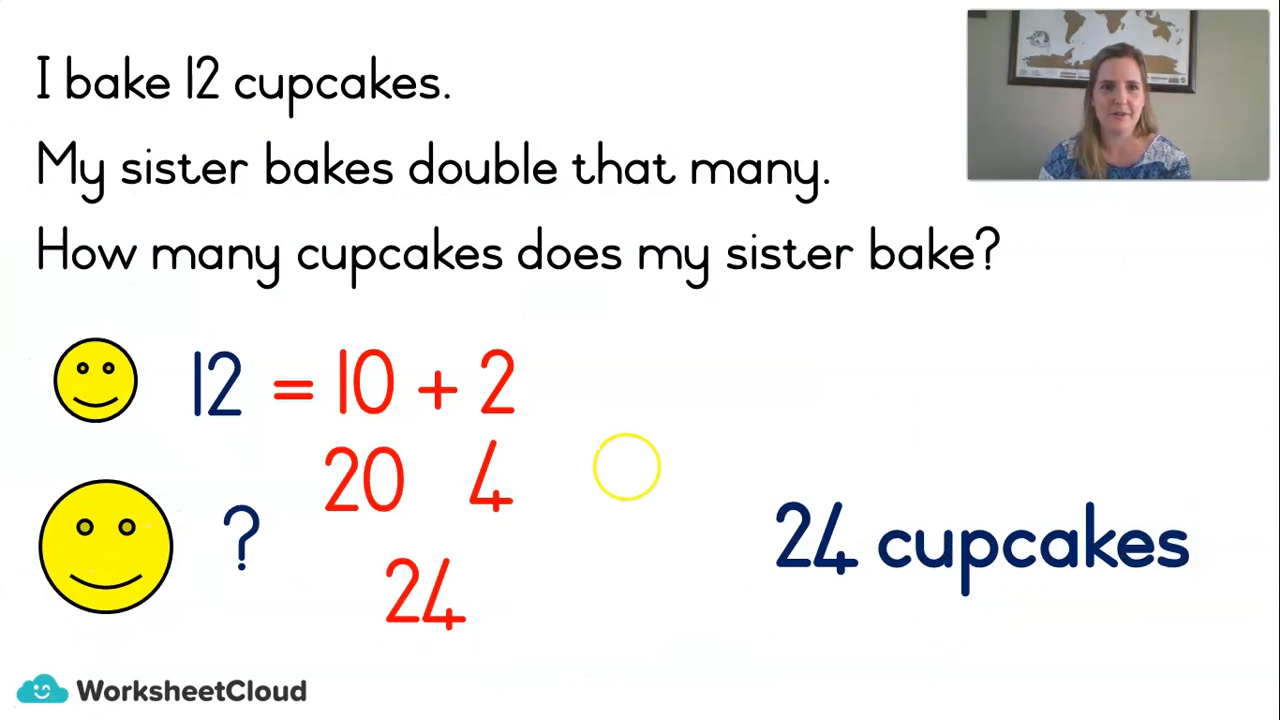 I bake 12 cupcakes.
My sister bakes double that many.
How many cupcakes does my sister bake?
12 = 10 + 2
20 4
?
24
24 cupcakes
WorksheetCloud